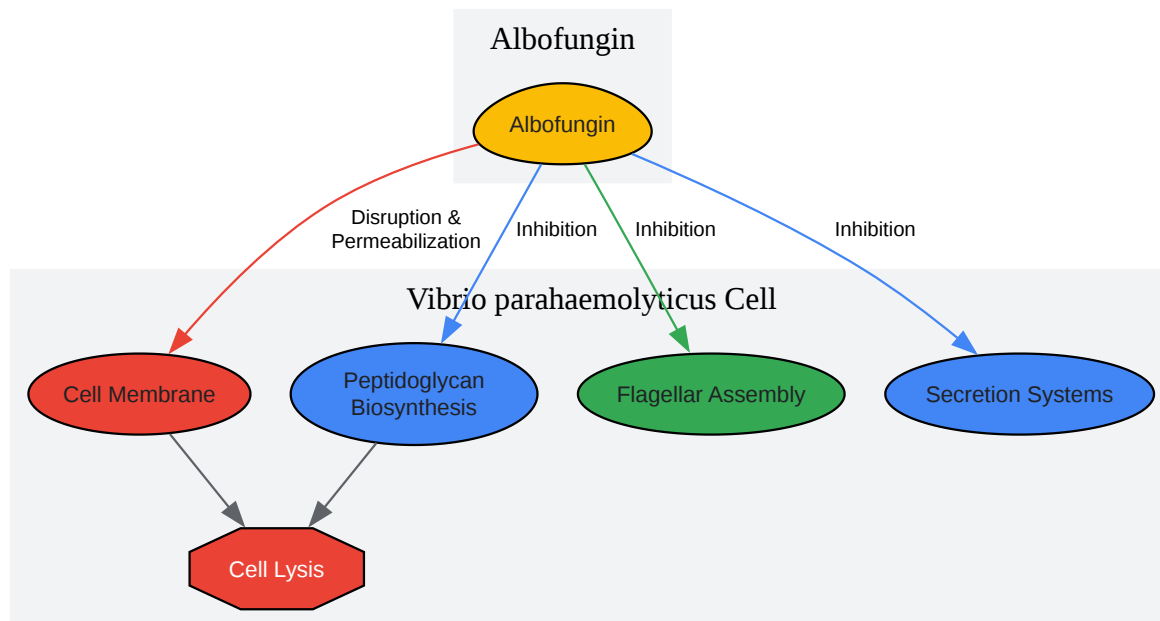 Albofungin
Albofungin
Disruption &
Permeabilization
Inhibition
Inhibition
Inhibition
Vibrio parahaemolyticus Cell
Cell Membrane
Peptidoglycan
Biosynthesis
Flagellar Assembly
Secretion Systems
Cell Lysis